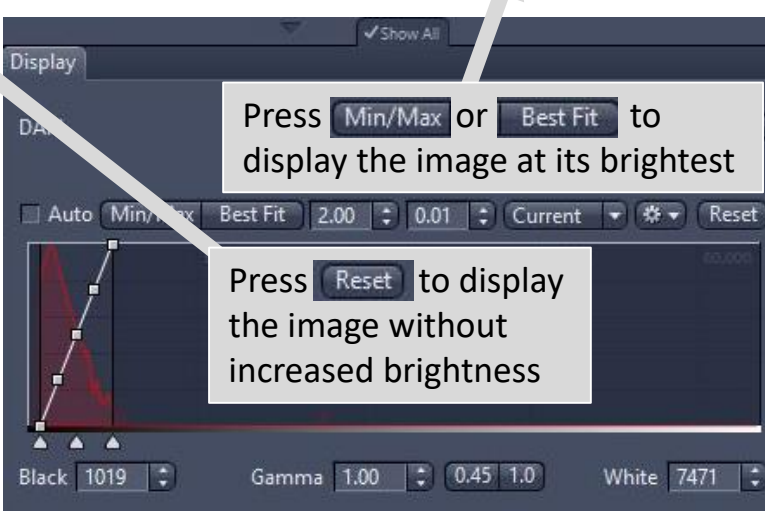 ✓Show All
Display
Press Min/Max or Best Fit to
display the image at its brightest
Auto Min/Max Best Fit 2.00 0.01 Current Reset
Press Reset to display
the image without
increased brightness
Black 1019 Gamma 1.00 0.45 1.0 White 7471